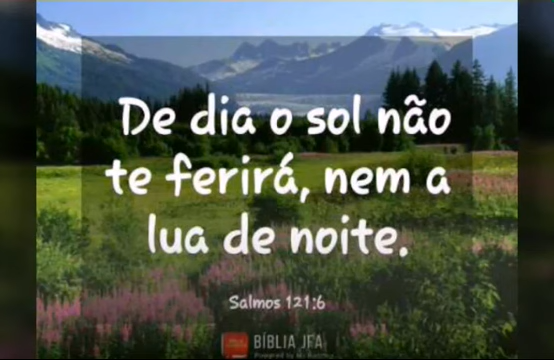 De dia o sol não
te ferirá, nem a
lua de noite.
Salmos 121:6
BÍBLIA JFA